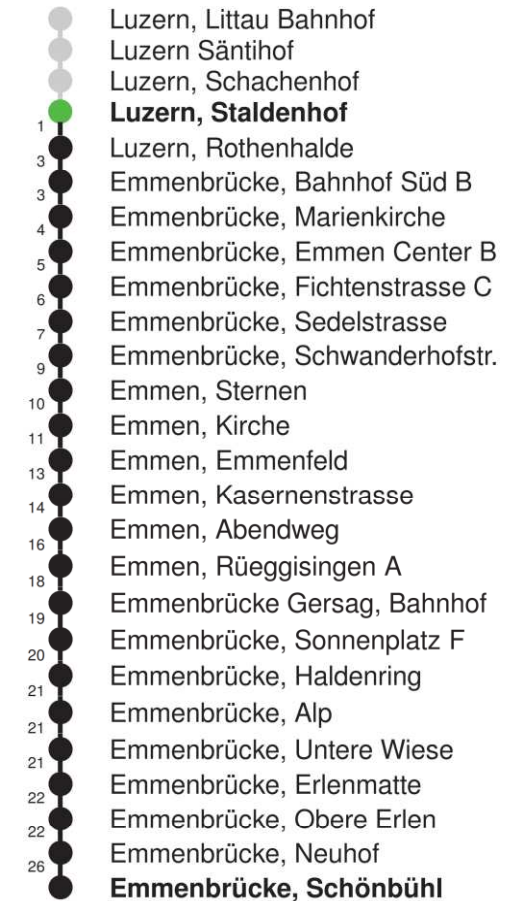 Luzern, Littau Bahnhof
Luzern Säntihof
Luzern, Schachenhof
Luzern, Staldenhof
1
Luzern, Rothenhalde
3
Emmenbrücke, Bahnhof Süd B
3
Emmenbrücke, Marienkirche
4
Emmenbrücke, Emmen Center B
5
Emmenbrücke, Fichtenstrasse C
6
Emmenbrücke, Sedelstrasse
7
Emmenbrücke, Schwanderhofstr.
9
Emmen, Sternen
10
Emmen, Kirche
11
Emmen, Emmenfeld
13
Emmen, Kasernenstrasse
14
Emmen, Abendweg
16
Emmen, Rüeggisingen A
18
Emmenbrücke Gersag, Bahnhof
19
Emmenbrücke, Sonnenplatz F
20
Emmenbrücke, Haldenring
21
Emmenbrücke, Alp
21
Emmenbrücke, Untere Wiese
21
Emmenbrücke, Erlenmatte
22
Emmenbrücke, Obere Erlen
22
Emmenbrücke, Neuhof
26
Emmenbrücke, Schönbühl